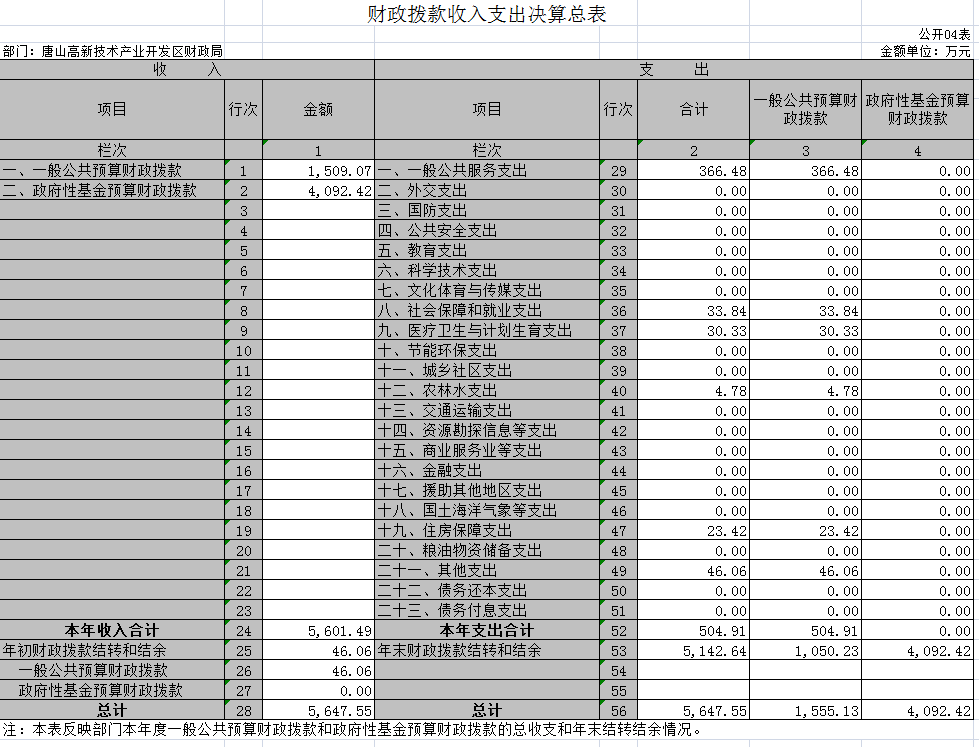 财政拨款收入支出决算总表
公开04表
部门：唐山高新技术产业开发区财政局 金额单位：万元
收 入 支 出
项目 行次 金额 项目 行次 合计 一般公共预算财政拨款 政府性基金预算财政拨款
栏次 1 栏次 2 3 4
一、一般公共预算财政拨款 1 1,509.07 一、一般公共服务支出 29 366.48 366.48 0.00
二、政府性基金预算财政拨款 2 4,092.42 二、外交支出 30 0.00 0.00 0.00
3 三、国防支出 31 0.00 0.00 0.00
4 四、公共安全支出 32 0.00 0.00 0.00
5 五、教育支出 33 0.00 0.00 0.00
6 六、科学技术支出 34 0.00 0.00 0.00
7 七、文化体育与传媒支出 35 0.00 0.00 0.00
8 八、社会保障和就业支出 36 33.84 33.84 0.00
9 九、医疗卫生与计划生育支出 37 30.33 30.33 0.00
10 十、节能环保支出 38 0.00 0.00 0.00
11 十一、城乡社区支出 39 0.00 0.00 0.00
12 十二、农林水支出 40 4.78 4.78 0.00
13 十三、交通运输支出 41 0.00 0.00 0.00
14 十四、资源勘探信息等支出 42 0.00 0.00 0.00
15 十五、商业服务业等支出 43 0.00 0.00 0.00
16 十六、金融支出 44 0.00 0.00 0.00
17 十七、援助其他地区支出 45 0.00 0.00 0.00
18 十八、国土海洋气象等支出 46 0.00 0.00 0.00
19 十九、住房保障支出 47 23.42 23.42 0.00
20 二十、粮油物资储备支出 48 0.00 0.00 0.00
21 二十一、其他支出 49 46.06 46.06 0.00
22 二十二、债务还本支出 50 0.00 0.00 0.00
23 二十三、债务付息支出 51 0.00 0.00 0.00
本年收入合计 24 5,601.49 本年支出合计 52 504.91 504.91 0.00
年初财政拨款结转和结余 25 46.06 年末财政拨款结转和结余 53 5,142.64 1,050.23 4,092.42
一般公共预算财政拨款 26 46.06 54
政府性基金预算财政拨款 27 0.00 55
总计 28 5,647.55 总计 56 5,647.55 1,555.13 4,092.42
注：本表反映部门本年度一般公共预算财政拨款和政府性基金预算财政拨款的总收支和年末结转结余情况。